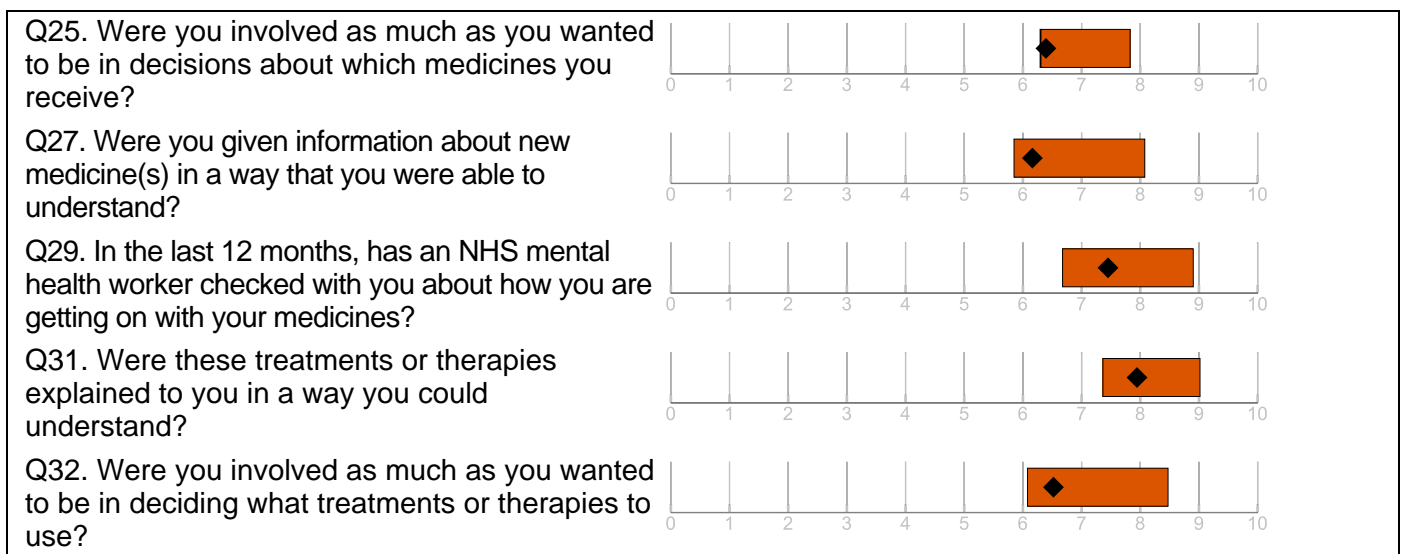 Q25. Were you involved as much as you wanted
to be in decisions about which medicines you
receive?
0 1 2 3 4 5 6 7 8 9 10
Q27. Were you given information about new
medicine(s) in a way that you were able to
understand?
0 1 2 3 4 5 6 7 8 9 10
Q29. In the last 12 months, has an NHS mental
health worker checked with you about how you are
getting on with your medicines?
0 1 2 3 4 5 6 7 8 9 10
Q31. Were these treatments or therapies
explained to you in a way you could
understand?
0 1 2 3 4 5 6 7 8 9 10
Q32. Were you involved as much as you wanted
to be in deciding what treatments or therapies to
use?
0 1 2 3 4 5 6 7 8 9 10